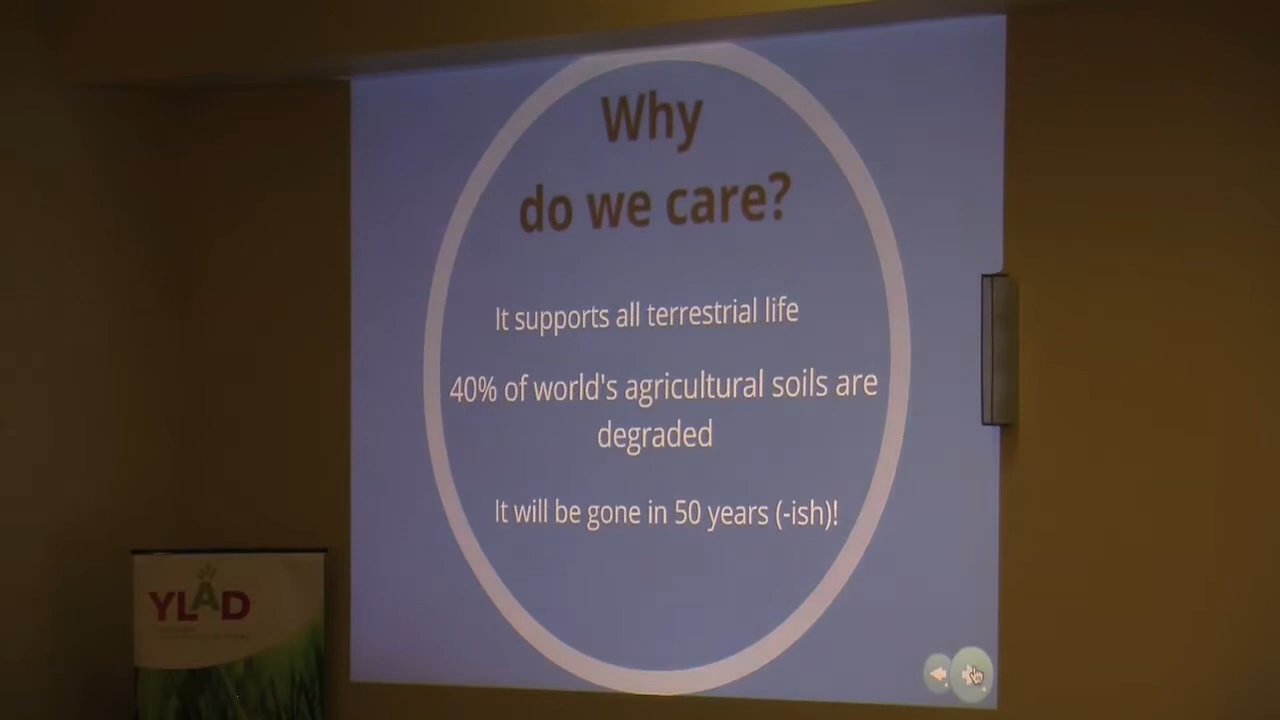 Why
do we care?
It supports all terrestrial life
40% of world's agricultural soils are
degraded
It will be gone in 50 years (-ish)!
YLAD